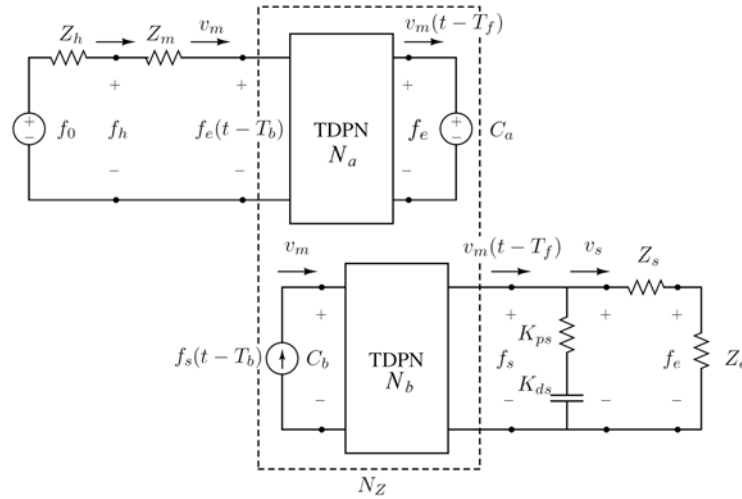 Z_h Z_m v_m v_m(t − T_f)
+ + +
+ − f_0 f_h f_e(t − T_b) TDPN N_a f_e + − C_a
− − −
v_m v_m(t − T_f) v_s Z_s
+ + + +
f_s(t − T_b) C_b TDPN N_b f_s K_ps K_ds f_e
− − − −
N_Z